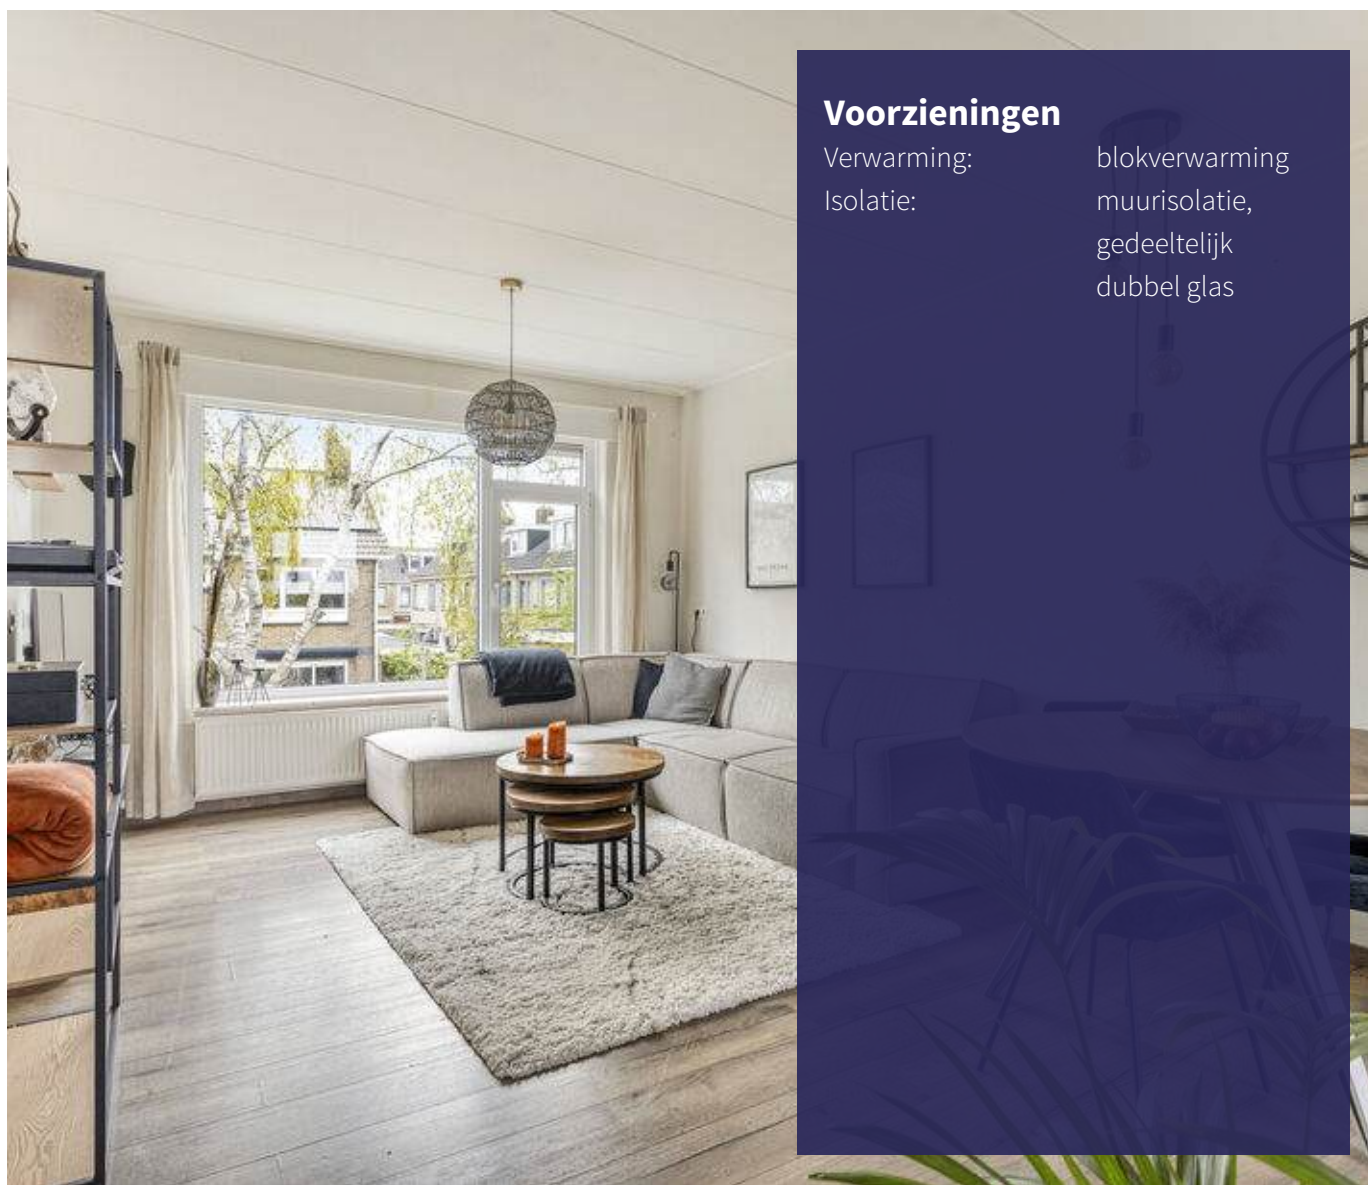 Voorzieningen
Verwarming: blokverwarming
Isolatie: muurisolatie,
gedeeltelijk
dubbel glas